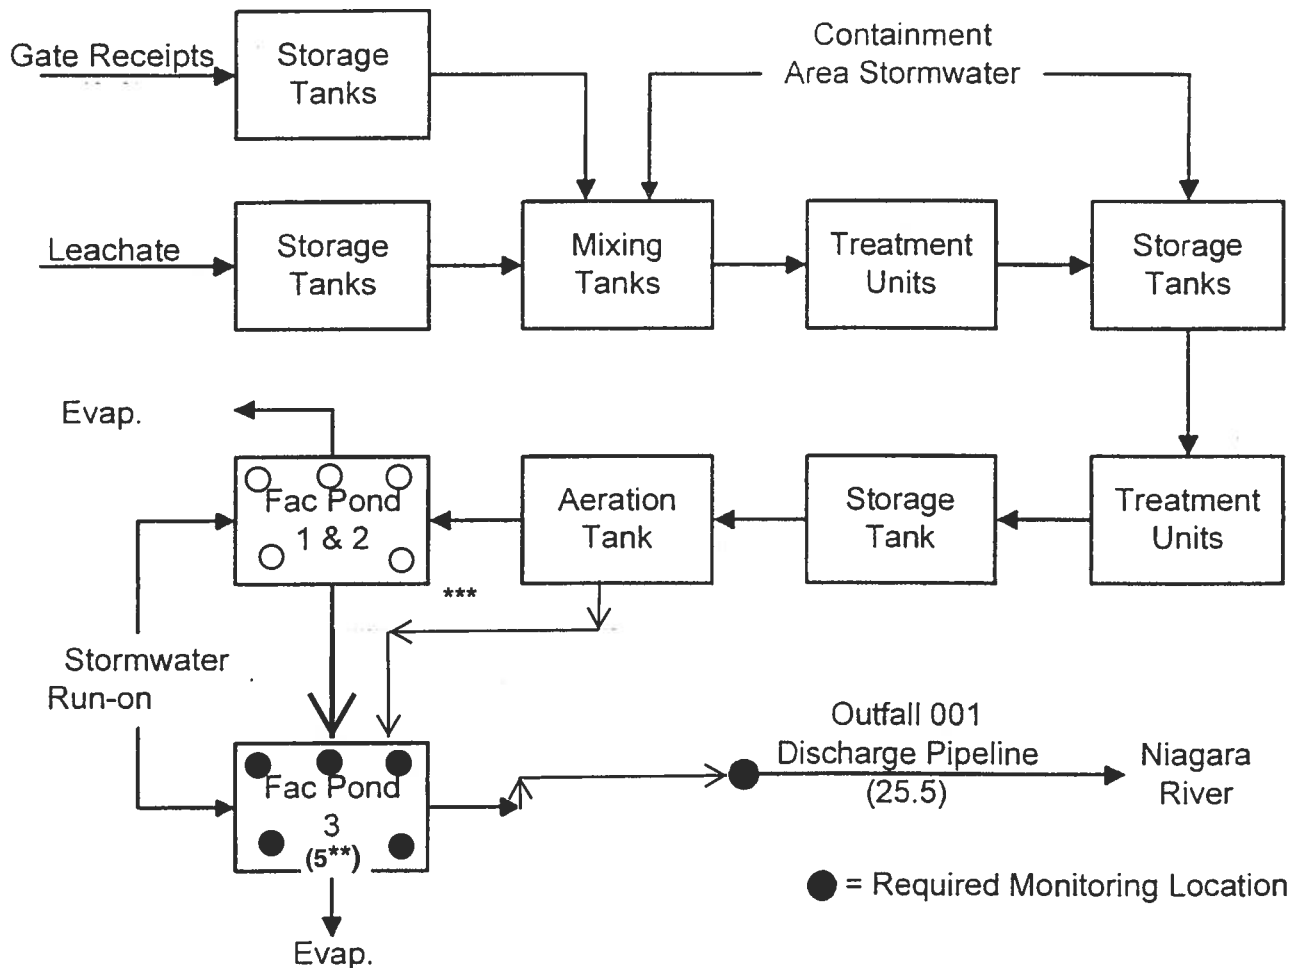 Gate Receipts
Storage
Tanks
Containment
Area Stormwater
Leachate
Storage
Tanks
Mixing
Tanks
Treatment
Units
Storage
Tanks
Evap.
Fac Pond
1 & 2
Aeration
Tank
Storage
Tank
Treatment
Units
***
Stormwater
Run-on
Outfall 001
Discharge Pipeline
(25.5)
Niagara
River
Fac Pond
3
(5**)
= Required Monitoring Location
Evap.